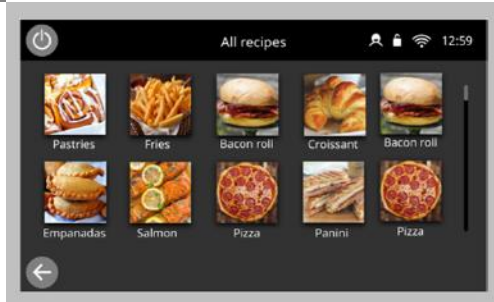 All recipes 12:59
Pastries Fries Bacon roll Croissant Bacon roll
Empanadas Salmon Pizza Panini Pizza